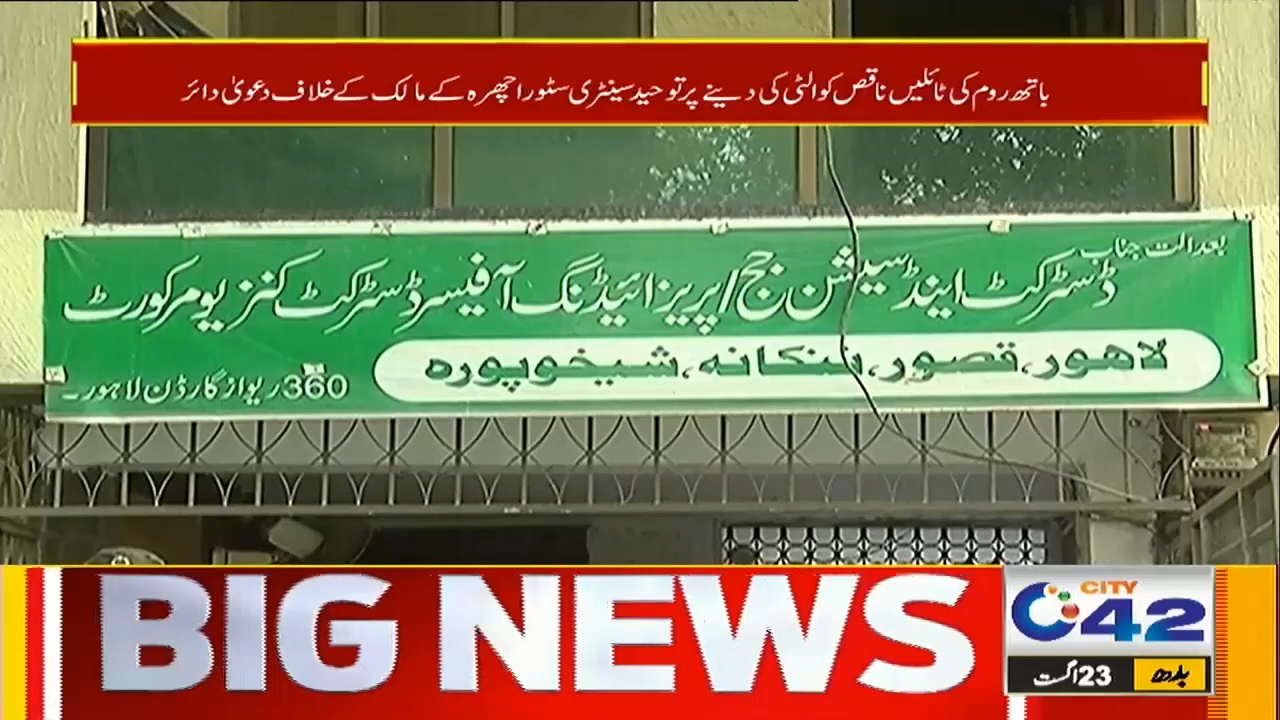 باتھ روم کی ٹائلیں ناقص کوالٹی کی دینے پر توحید سینٹری سٹور اچھرہ کے مالک کے خلاف دعویٰ دائر
بعدالت جناب
ڈسٹرکٹ اینڈ سیشن جج/پریزائیڈنگ آفیسر ڈسٹرکٹ کنزیومر کورٹ
لاہور، قصور، ننکانہ، شیخوپورہ
360 ریواز گارڈن لاہور۔
BIG NEWS
CITY
42
بدھ
23 اگست